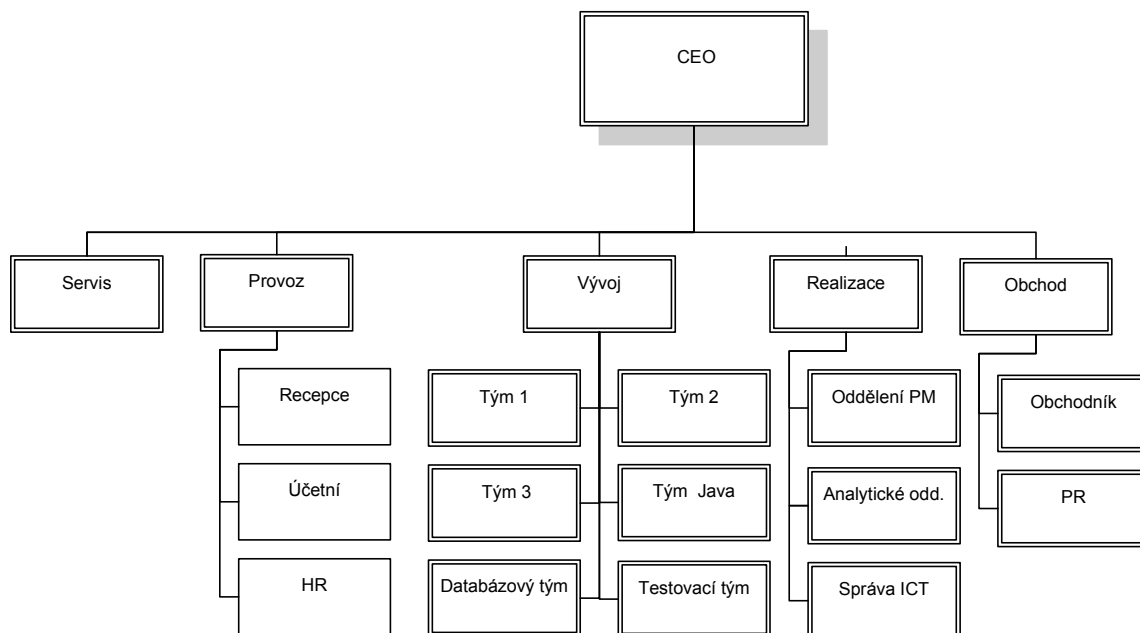 CEO
Servis
Provoz
Vývoj
Realizace
Obchod
Recepce
Tým 1
Tým 2
Oddělení PM
Obchodník
Účetní
Tým 3
Tým  Java
Analytické odd.
PR
HR
Databázový tým
Testovací tým
Správa ICT